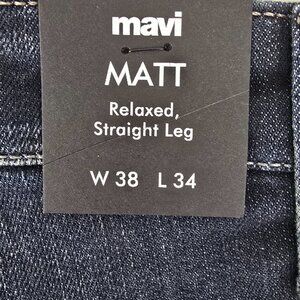 mavi
MATT
Relaxed,
Straight Leg
W 38 L 34